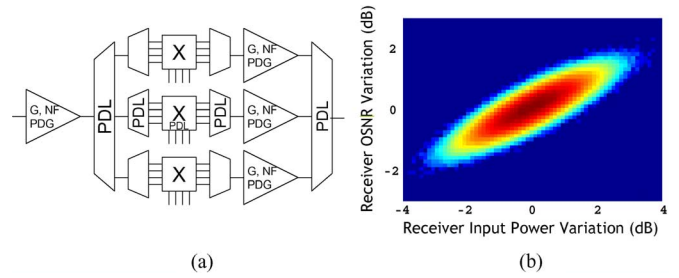 G, NF
PDG
PDL
X
G, NF
PDG
PDL
X
PDL
PDL
G, NF
PDG
PDL
X
G, NF
PDG
(a)
Receiver OSNR Variation (dB)
2
0
-2
-4
-2
0
2
4
Receiver Input Power Variation (dB)
(b)